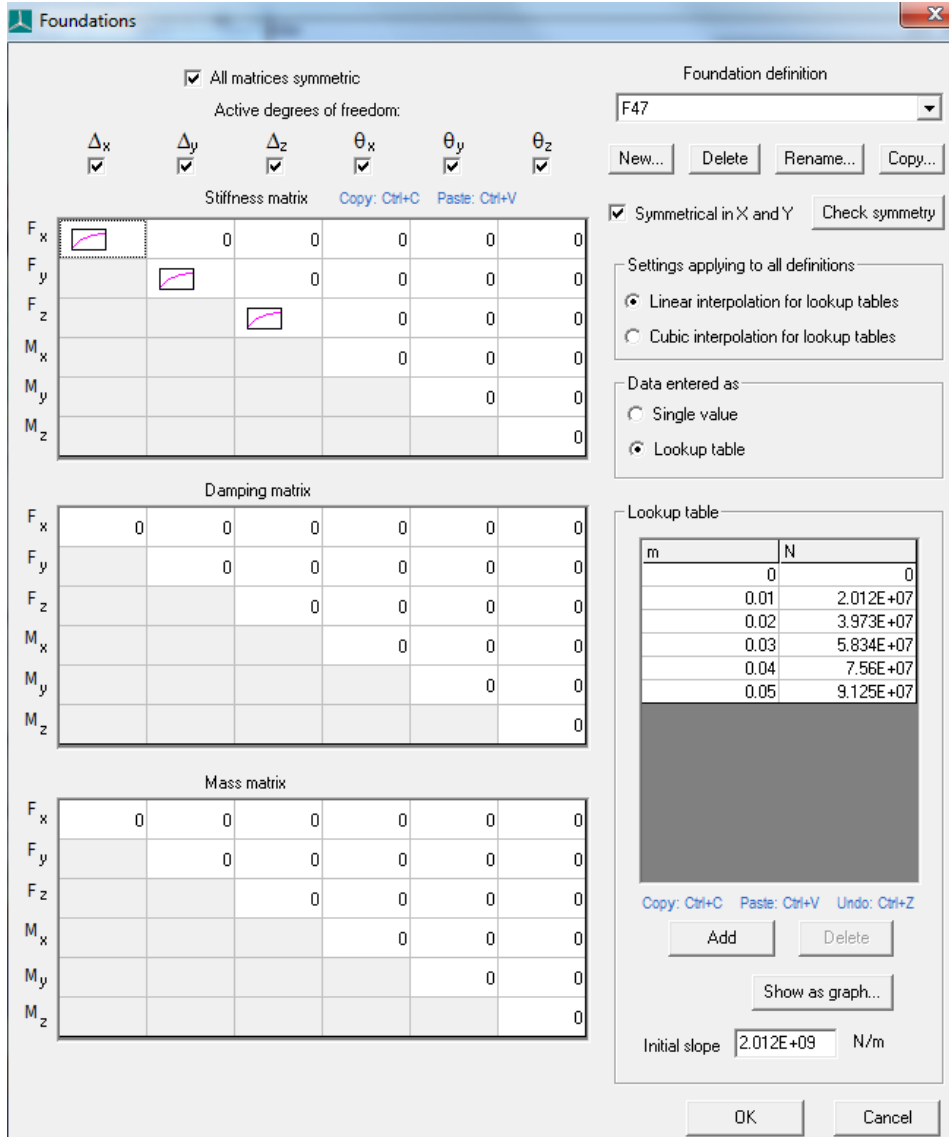 Foundations
All matrices symmetric
Active degrees of freedom:
Δx Δy Δz θx θy θz
Stiffness matrix Copy: Ctrl+C Paste: Ctrl+V
Fx 0 0 0 0 0
Fy 0 0 0 0
Fz 0 0 0
Mx 0 0 0
My 0 0
Mz 0
Damping matrix
Fx 0 0 0 0 0 0
Fy 0 0 0 0 0
Fz 0 0 0 0
Mx 0 0 0
My 0 0
Mz 0
Mass matrix
Fx 0 0 0 0 0 0
Fy 0 0 0 0 0
Fz 0 0 0 0
Mx 0 0 0
My 0 0
Mz 0
Foundation definition
F47
New... Delete Rename... Copy...
Symmetrical in X and Y Check symmetry
Settings applying to all definitions
Linear interpolation for lookup tables
Cubic interpolation for lookup tables
Data entered as
Single value
Lookup table
Lookup table
m N
0 0
0.01 2.012E+07
0.02 3.973E+07
0.03 5.834E+07
0.04 7.56E+07
0.05 9.125E+07
Copy: Ctrl+C Paste: Ctrl+V Undo: Ctrl+Z
Add Delete
Show as graph...
Initial slope 2.012E+09 N/m
OK Cancel